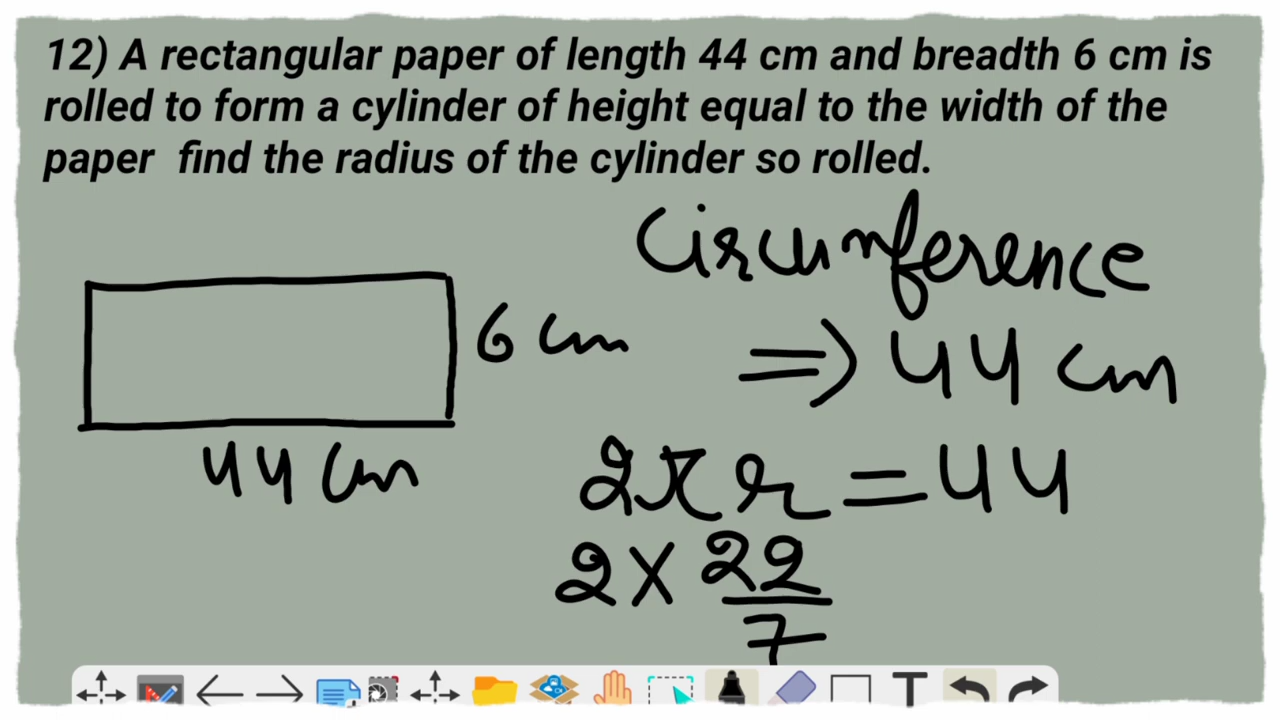 12) A rectangular paper of length 44 cm and breadth 6 cm is
rolled to form a cylinder of height equal to the width of the
paper find the radius of the cylinder so rolled.
Circumference
6 cm
=> 44 cm
44 cm
2πr = 44
2 × 22/7
T